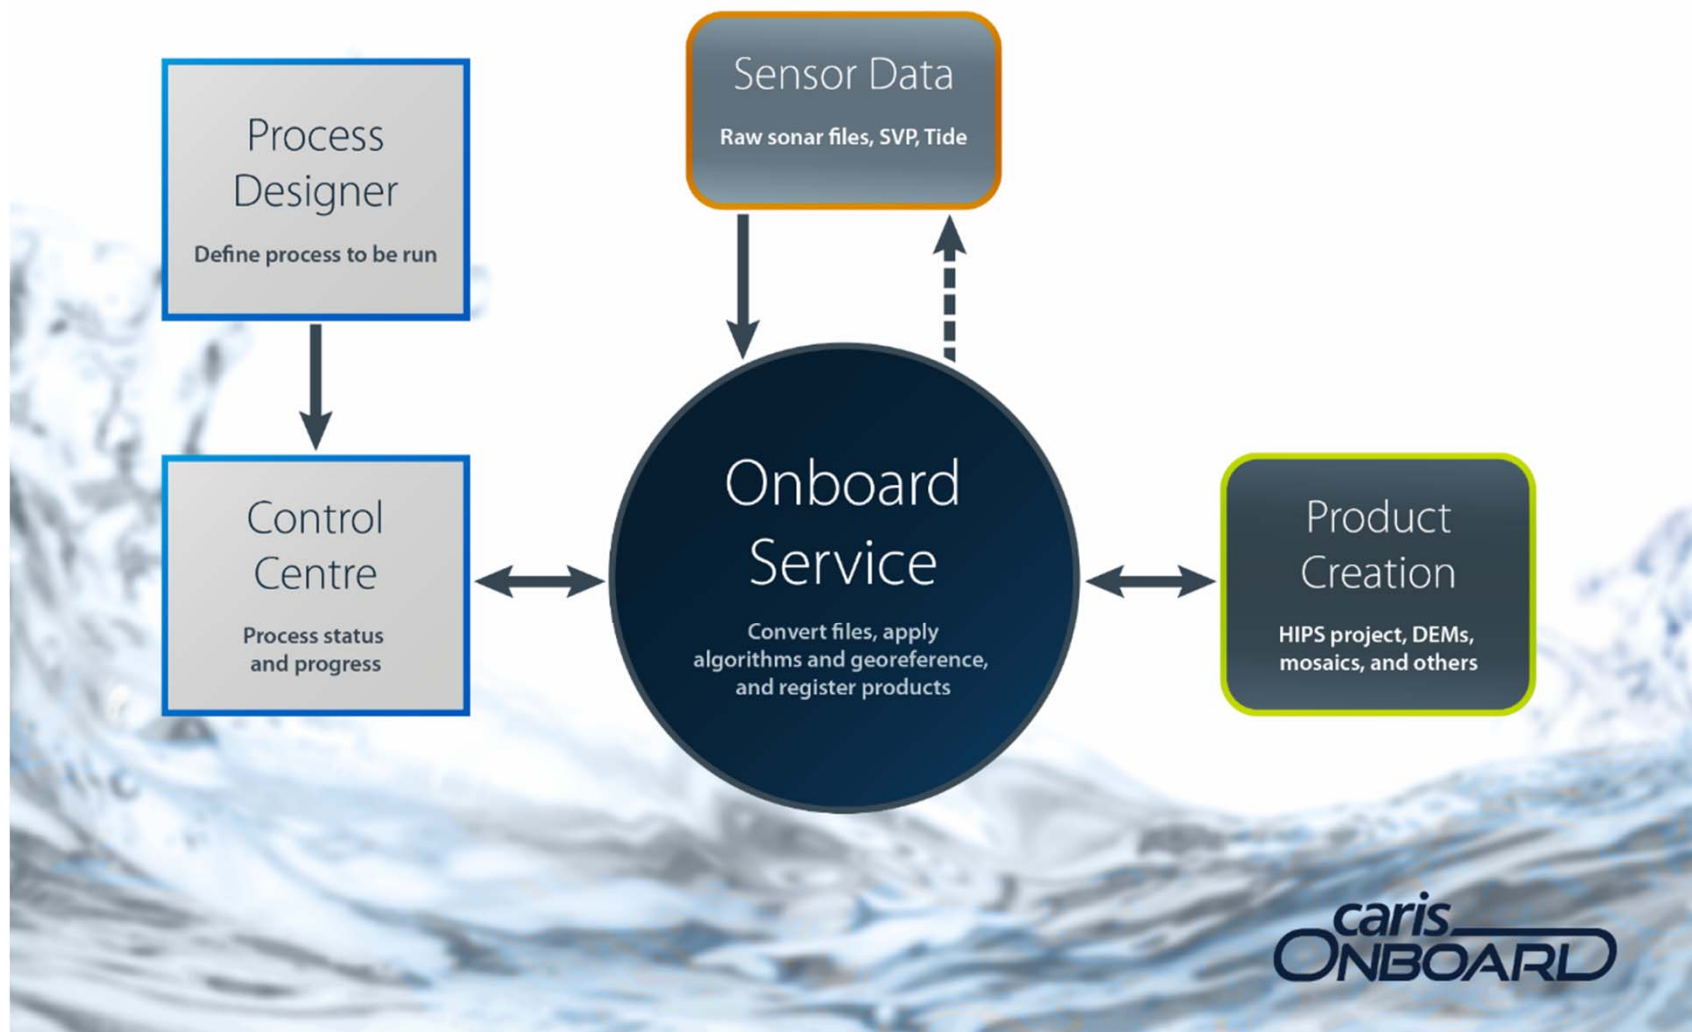 Sensor Data
Raw sonar files, SVP, Tide
Process
Designer
Define process to be run
Control
Centre
Process status
and progress
Onboard
Service
Convert files, apply
algorithms and georeference,
and register products
Product
Creation
HIPS project, DEMs,
mosaics, and others
caris
ONBOARD